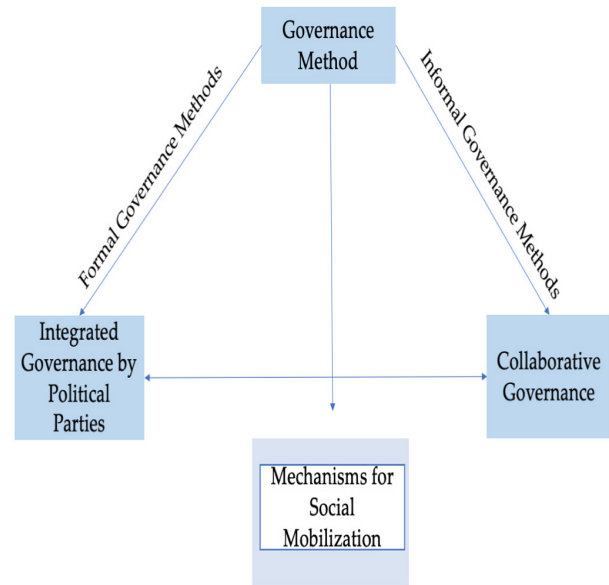 Governance
Method
Formal Governance Methods
Informal Governance Methods
Integrated
Governance by
Political
Parties
Collaborative
Governance
Mechanisms for
Social
Mobilization